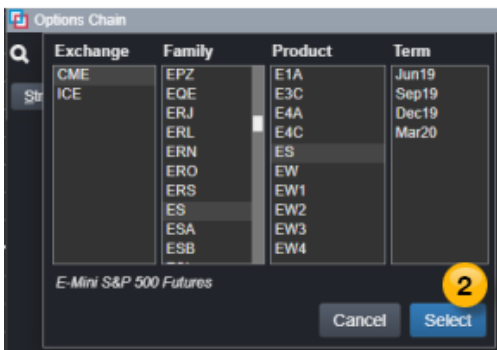 Options Chain
Exchange Family Product Term
CME EPZ E1A Jun19
Str ICE EQE E3C Sep19
ERJ E4A Dec19
ERL E4C Mar20
ERN ES
ERO EW
ERS EW1
ES EW2
ESA EW3
ESB EW4
E-Mini S&P 500 Futures
2
Cancel Select